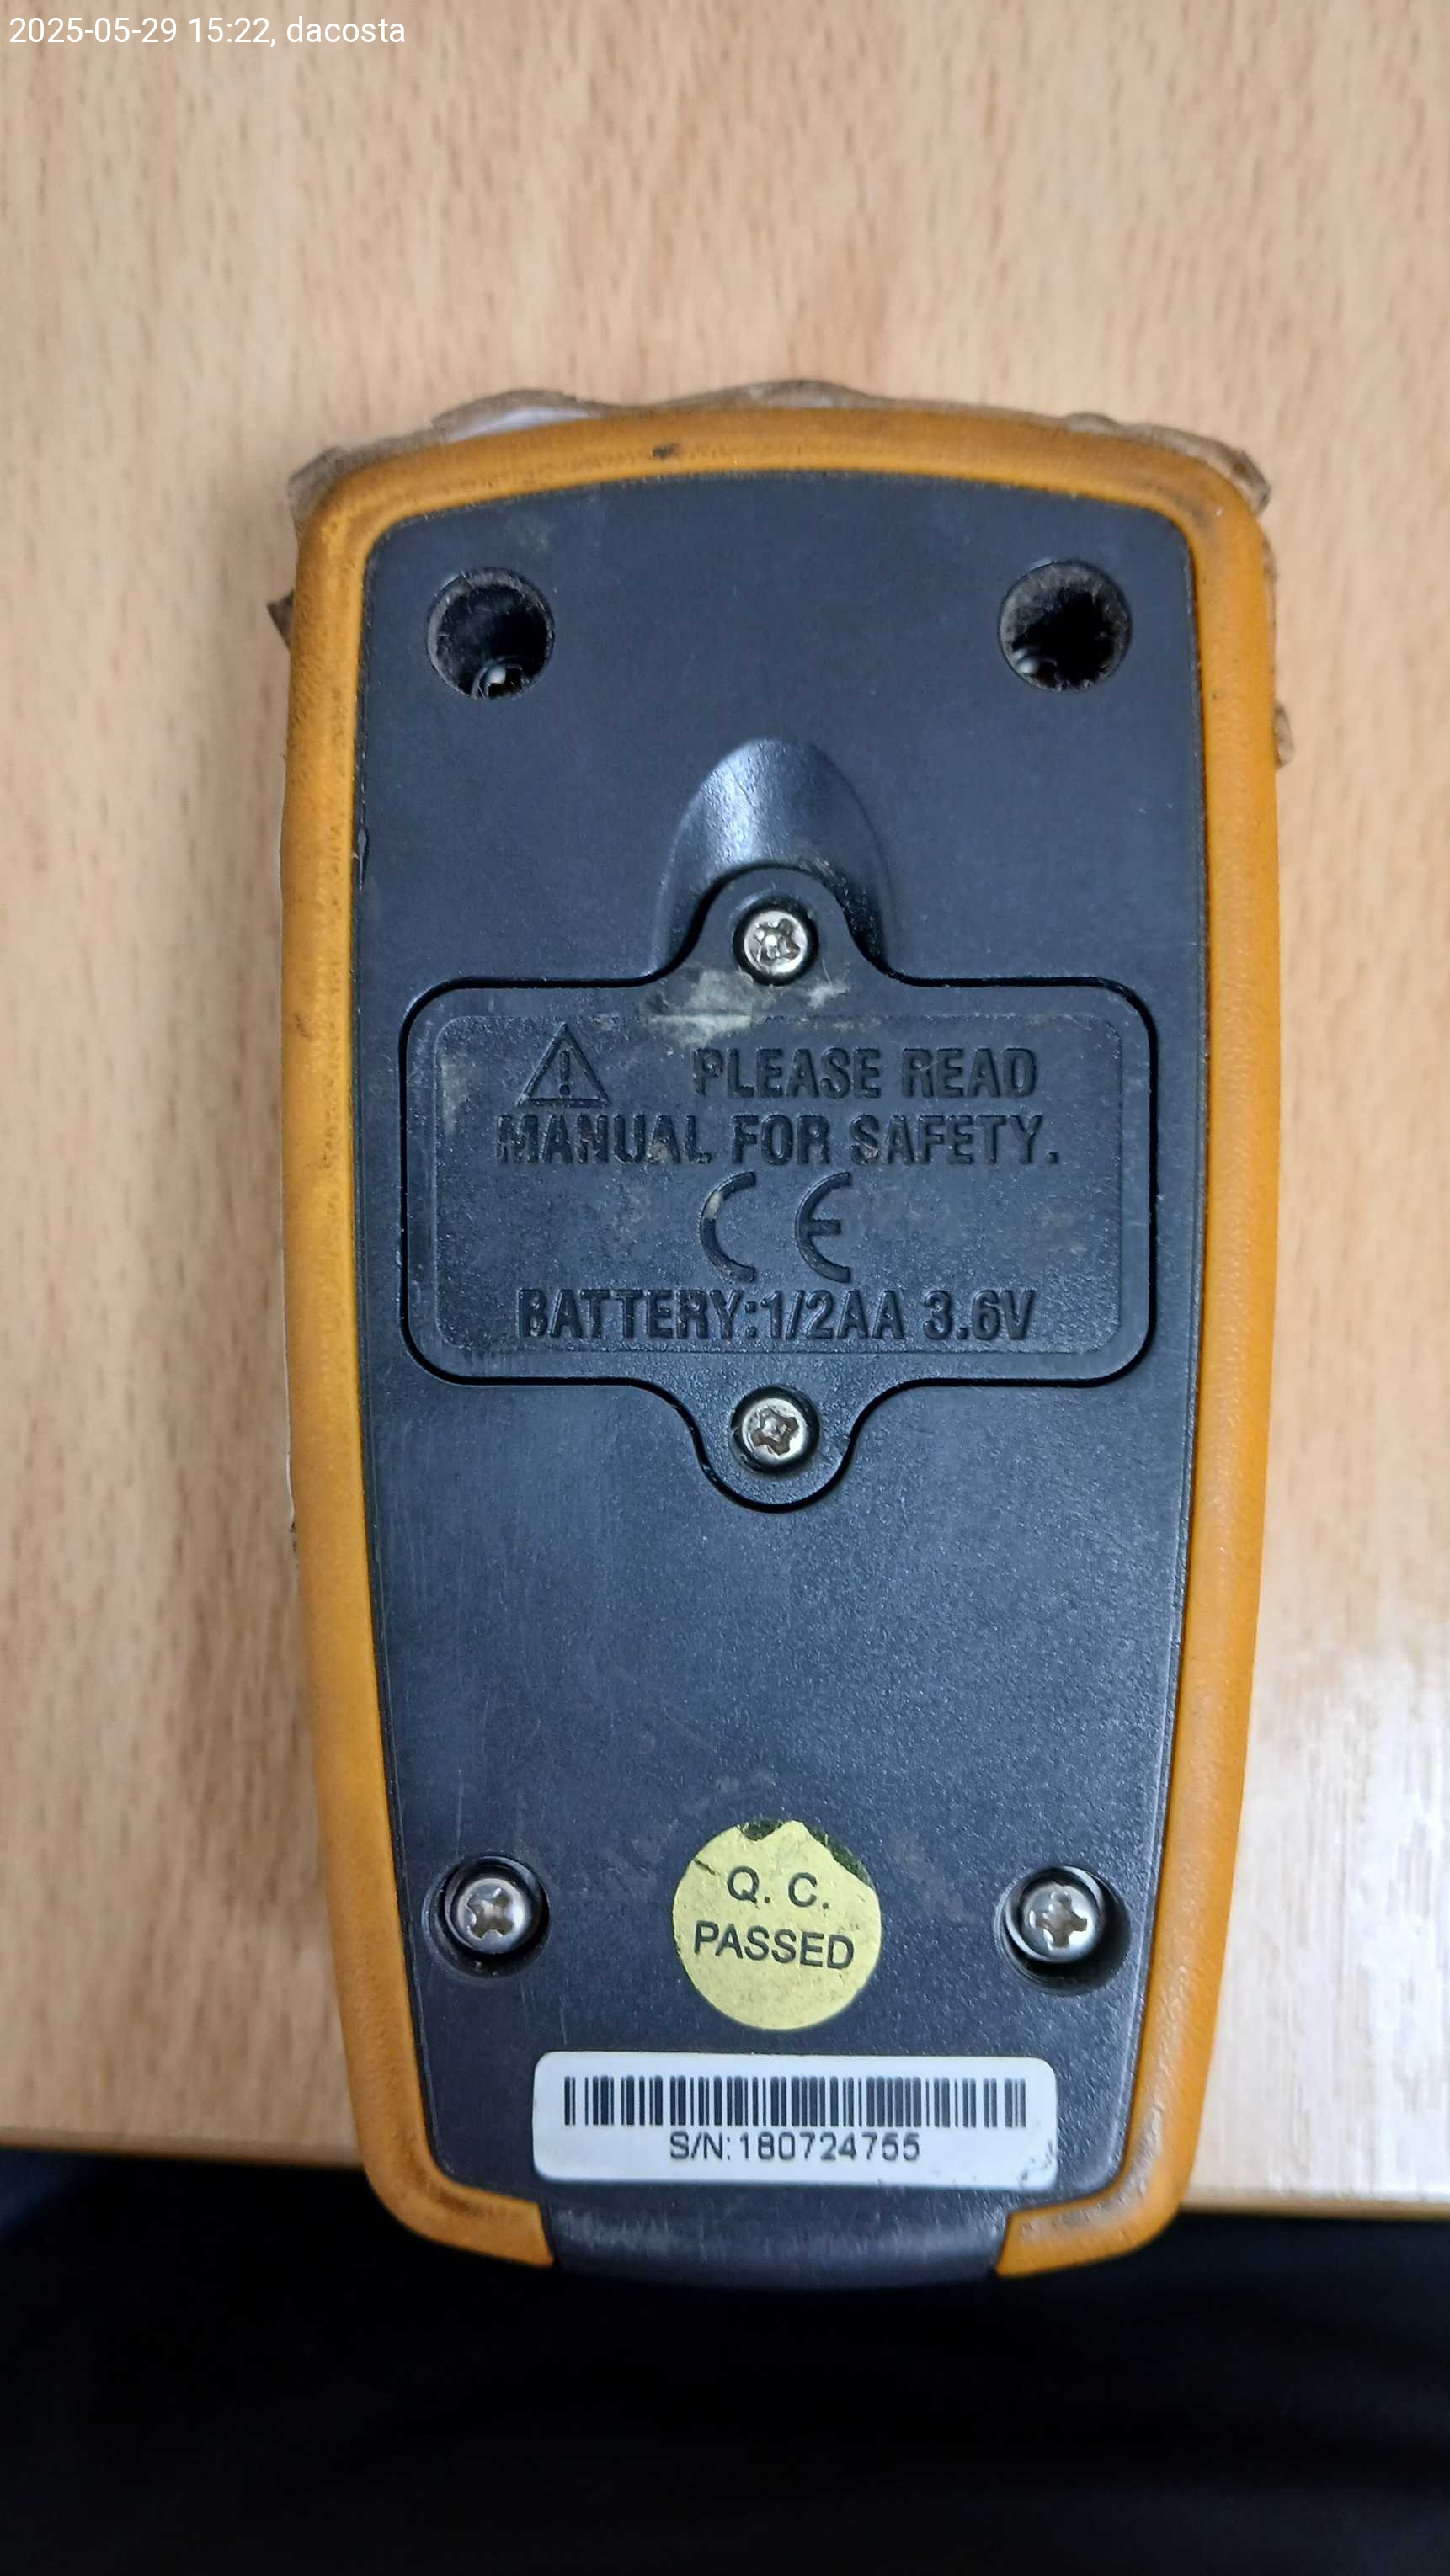 2025-05-29 15:22, dacosta
PLEASE READ
MANUAL FOR SAFETY.
CE
BATTERY:1/2AA 3.6V
Q. C.
PASSED
S/N:180724755